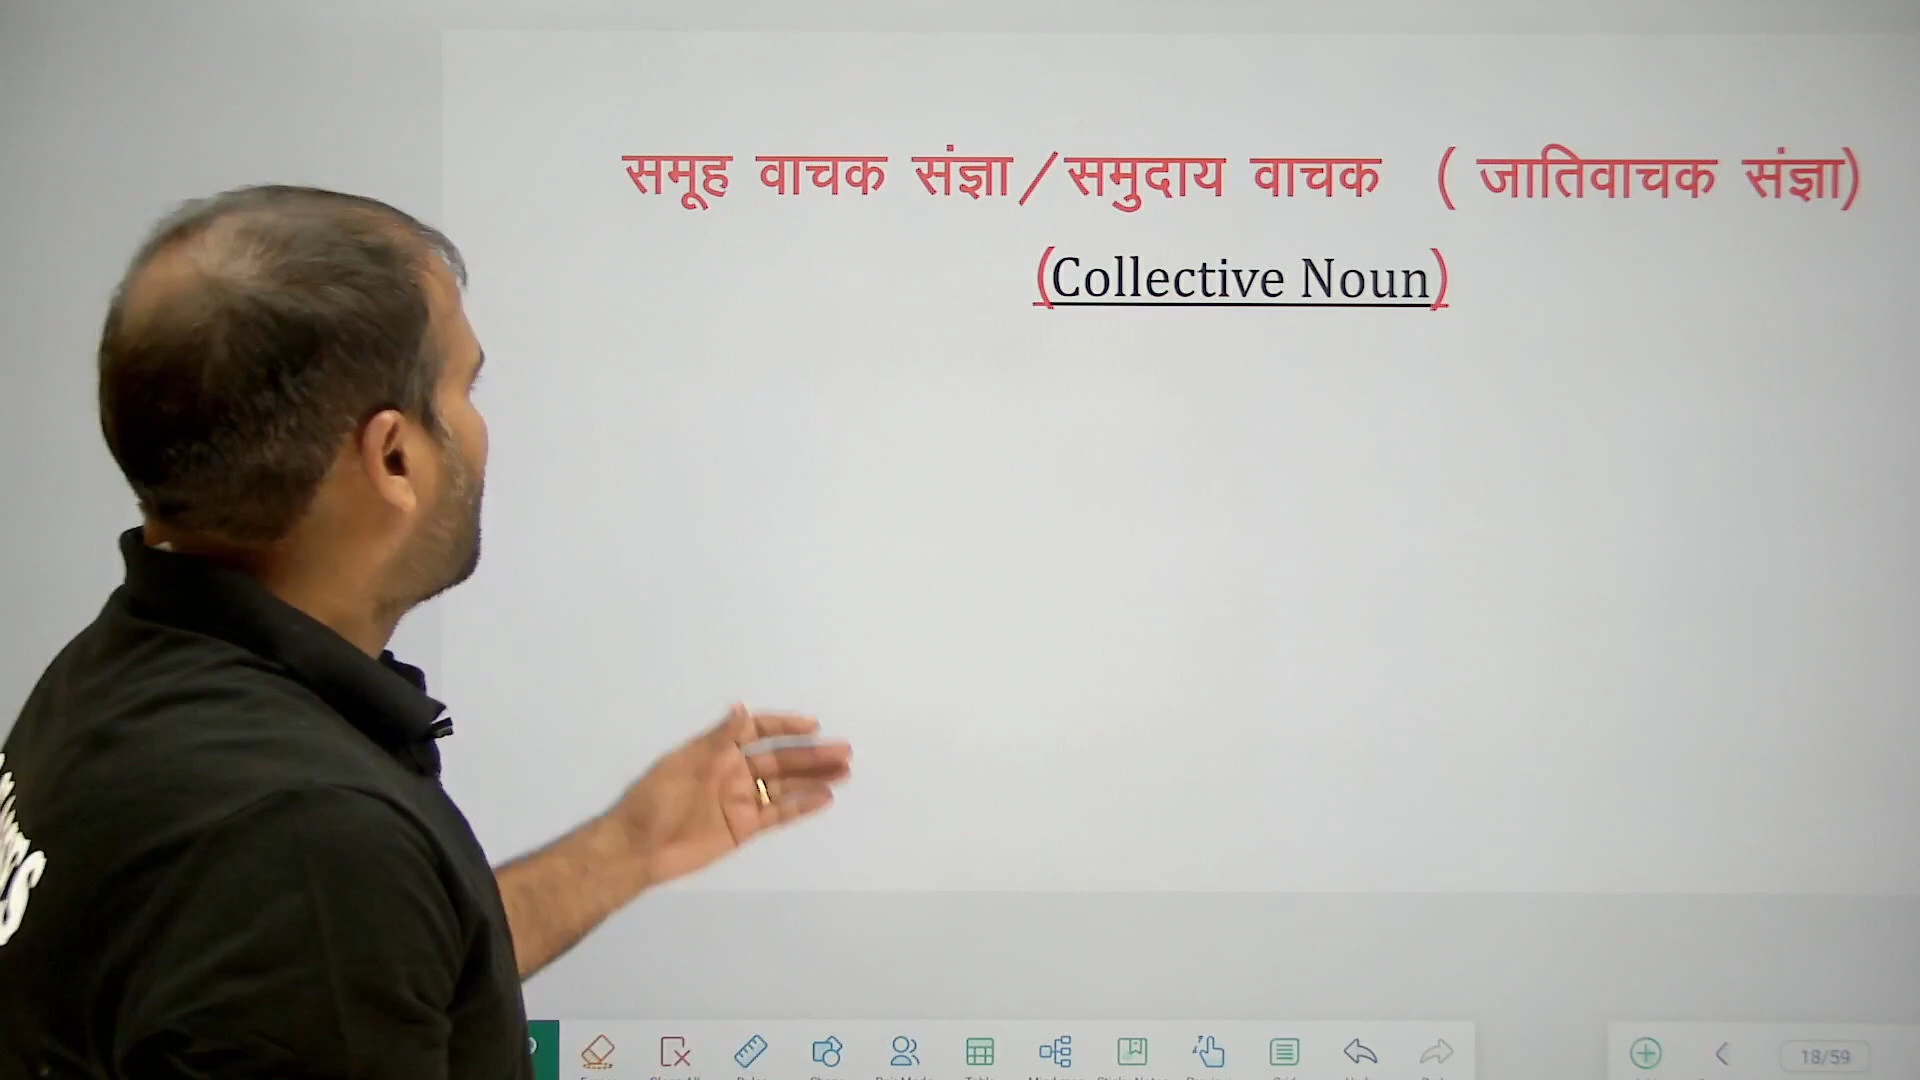 समूह वाचक संज्ञा/समुदाय वाचक ( जातिवाचक संज्ञा)
(Collective Noun)
18/59